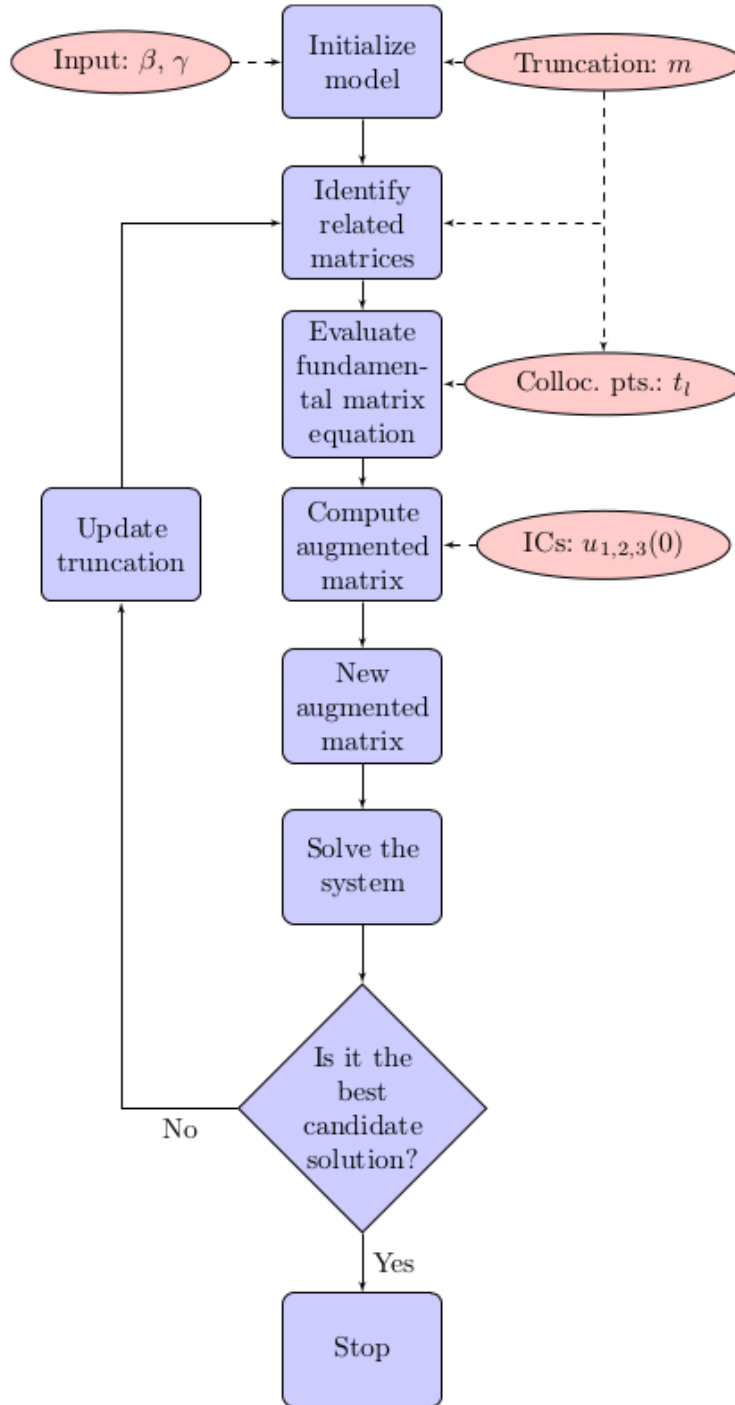 Input: β, γ
Initialize
model
Truncation: m
Identify
related
matrices
Evaluate
fundamen-
tal matrix
equation
Colloc. pts.: t_l
Update
truncation
Compute
augmented
matrix
ICs: u_{1,2,3}(0)
New
augmented
matrix
Solve the
system
Is it the
best
candidate
solution?
No
Yes
Stop